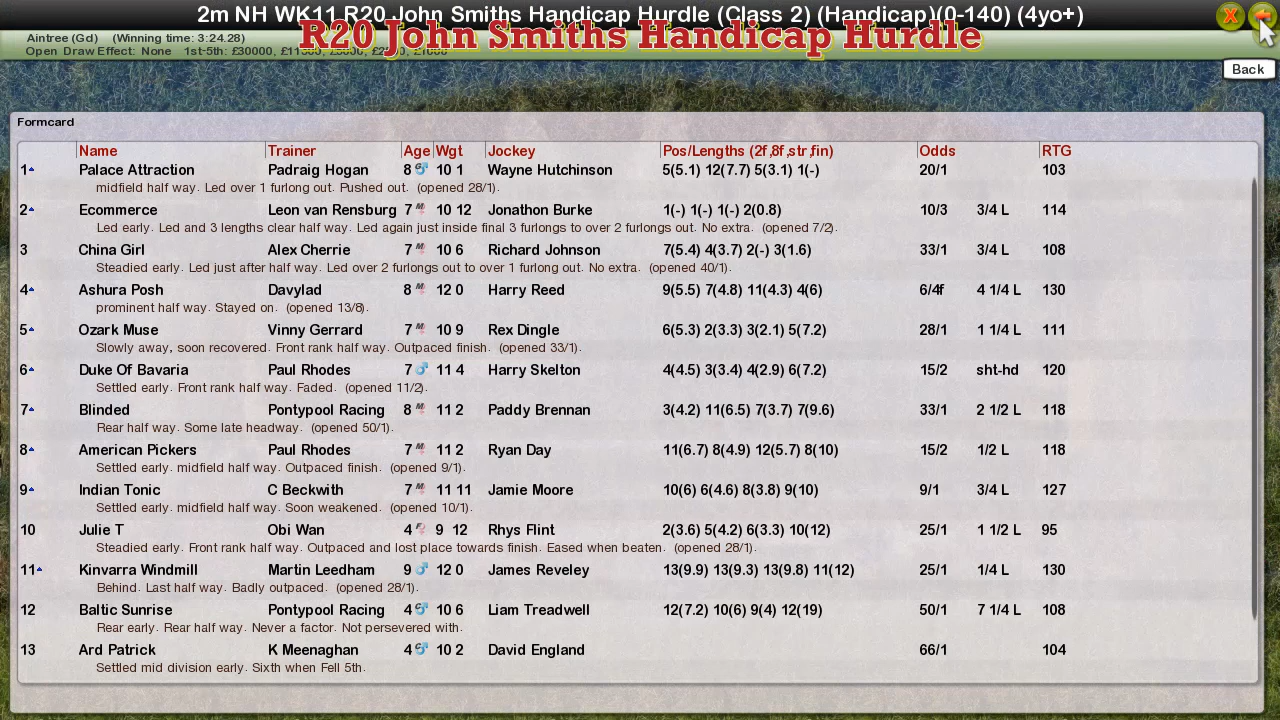 2m NH WK11 R20 John Smiths Handicap Hurdle (Class 2) (Handicap)(0-140) (4yo+)
R20 John Smiths Handicap Hurdle
Aintree (Gd) (Winning time: 3:24.28)
Open Draw Effect: None 1st-5th: £30000,
Back
Formcard
Name Trainer Age Wgt Jockey Pos/Lengths (2f,8f,str,fin) Odds RTG
1 Palace Attraction Padraig Hogan 8 10 1 Wayne Hutchinson 5(5.1) 12(7.7) 5(3.1) 1(-) 20/1 103
midfield half way. Led over 1 furlong out. Pushed out. (opened 28/1).
2 Ecommerce Leon van Rensburg 7 10 12 Jonathon Burke 1(-) 1(-) 1(-) 2(0.8) 10/3 3/4 L 114
Led early. Led and 3 lengths clear half way. Led again just inside final 3 furlongs to over 2 furlongs out. No extra. (opened 7/2).
3 China Girl Alex Cherrie 7 10 6 Richard Johnson 7(5.4) 4(3.7) 2(-) 3(1.6) 33/1 3/4 L 108
Steadied early. Led just after half way. Led over 2 furlongs out to over 1 furlong out. No extra. (opened 40/1).
4 Ashura Posh Davylad 8 12 0 Harry Reed 9(5.5) 7(4.8) 11(4.3) 4(6) 6/4f 4 1/4 L 130
prominent half way. Stayed on. (opened 13/8).
5 Ozark Muse Vinny Gerrard 7 10 9 Rex Dingle 6(5.3) 2(3.3) 3(2.1) 5(7.2) 28/1 1 1/4 L 111
Slowly away, soon recovered. Front rank half way. Outpaced finish. (opened 33/1).
6 Duke Of Bavaria Paul Rhodes 7 11 4 Harry Skelton 4(4.5) 3(3.4) 4(2.9) 6(7.2) 15/2 sht-hd 120
Settled early. Front rank half way. Faded. (opened 11/2).
7 Blinded Pontypool Racing 8 11 2 Paddy Brennan 3(4.2) 11(6.5) 7(3.7) 7(9.6) 33/1 2 1/2 L 118
Rear half way. Some late headway. (opened 50/1).
8 American Pickers Paul Rhodes 7 11 2 Ryan Day 11(6.7) 8(4.9) 12(5.7) 8(10) 15/2 1/2 L 118
Settled early. midfield half way. Outpaced finish. (opened 9/1).
9 Indian Tonic C Beckwith 7 11 11 Jamie Moore 10(6) 6(4.6) 8(3.8) 9(10) 9/1 3/4 L 127
Settled early. midfield half way. Soon weakened. (opened 10/1).
10 Julie T Obi Wan 4 9 12 Rhys Flint 2(3.6) 5(4.2) 6(3.3) 10(12) 25/1 1 1/2 L 95
Steadied early. Front rank half way. Outpaced and lost place towards finish. Eased when beaten. (opened 28/1).
11 Kinvarra Windmill Martin Leedham 9 12 0 James Reveley 13(9.9) 13(9.3) 13(9.8) 11(12) 25/1 1/4 L 130
Behind. Last half way. Badly outpaced. (opened 28/1).
12 Baltic Sunrise Pontypool Racing 4 10 6 Liam Treadwell 12(7.2) 10(6) 9(4) 12(19) 50/1 7 1/4 L 108
Rear early. Rear half way. Never a factor. Not persevered with.
13 Ard Patrick K Meenaghan 4 10 2 David England 66/1 104
Settled mid division early. Sixth when Fell 5th.